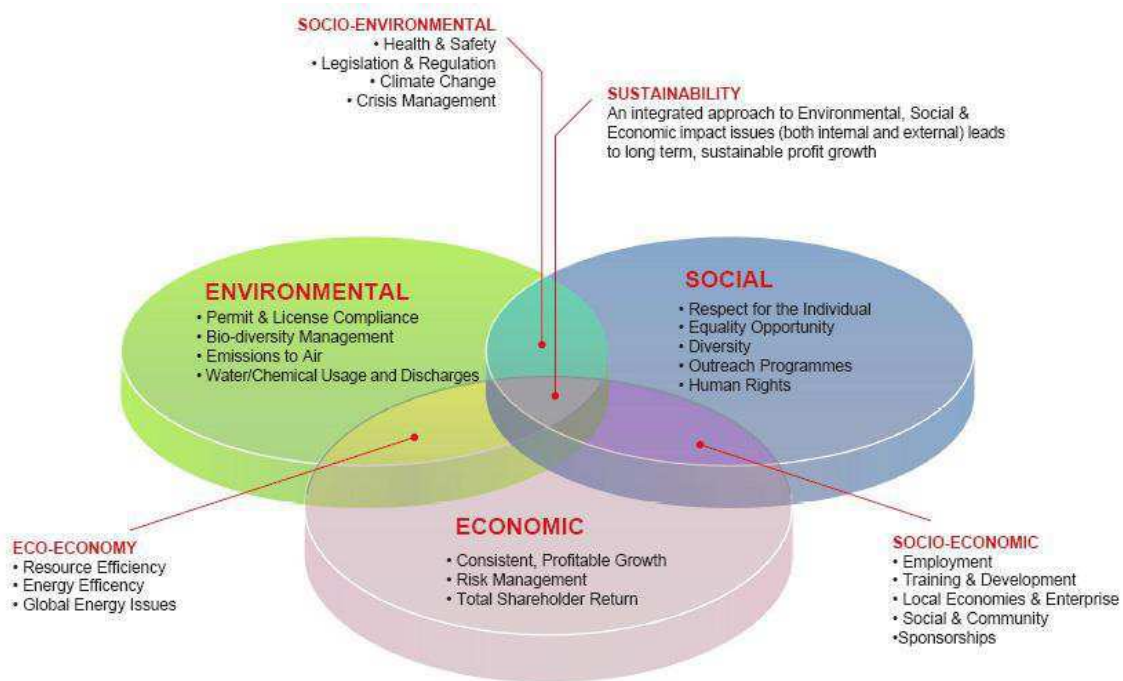 SOCIO-ENVIRONMENTAL
• Health & Safety
• Legislation & Regulation
• Climate Change
• Crisis Management
SUSTAINABILITY
An integrated approach to Environmental, Social &
Economic impact issues (both internal and external) leads
to long term, sustainable profit growth
ENVIRONMENTAL
• Permit & License Compliance
• Bio-diversity Management
• Emissions to Air
• Water/Chemical Usage and Discharges
SOCIAL
• Respect for the Individual
• Equality Opportunity
• Diversity
• Outreach Programmes
• Human Rights
ECO-ECONOMY
• Resource Efficiency
• Energy Efficency
• Global Energy Issues
ECONOMIC
• Consistent, Profitable Growth
• Risk Management
• Total Shareholder Return
SOCIO-ECONOMIC
• Employment
• Training & Development
• Local Economies & Enterprise
• Social & Community
•Sponsorships